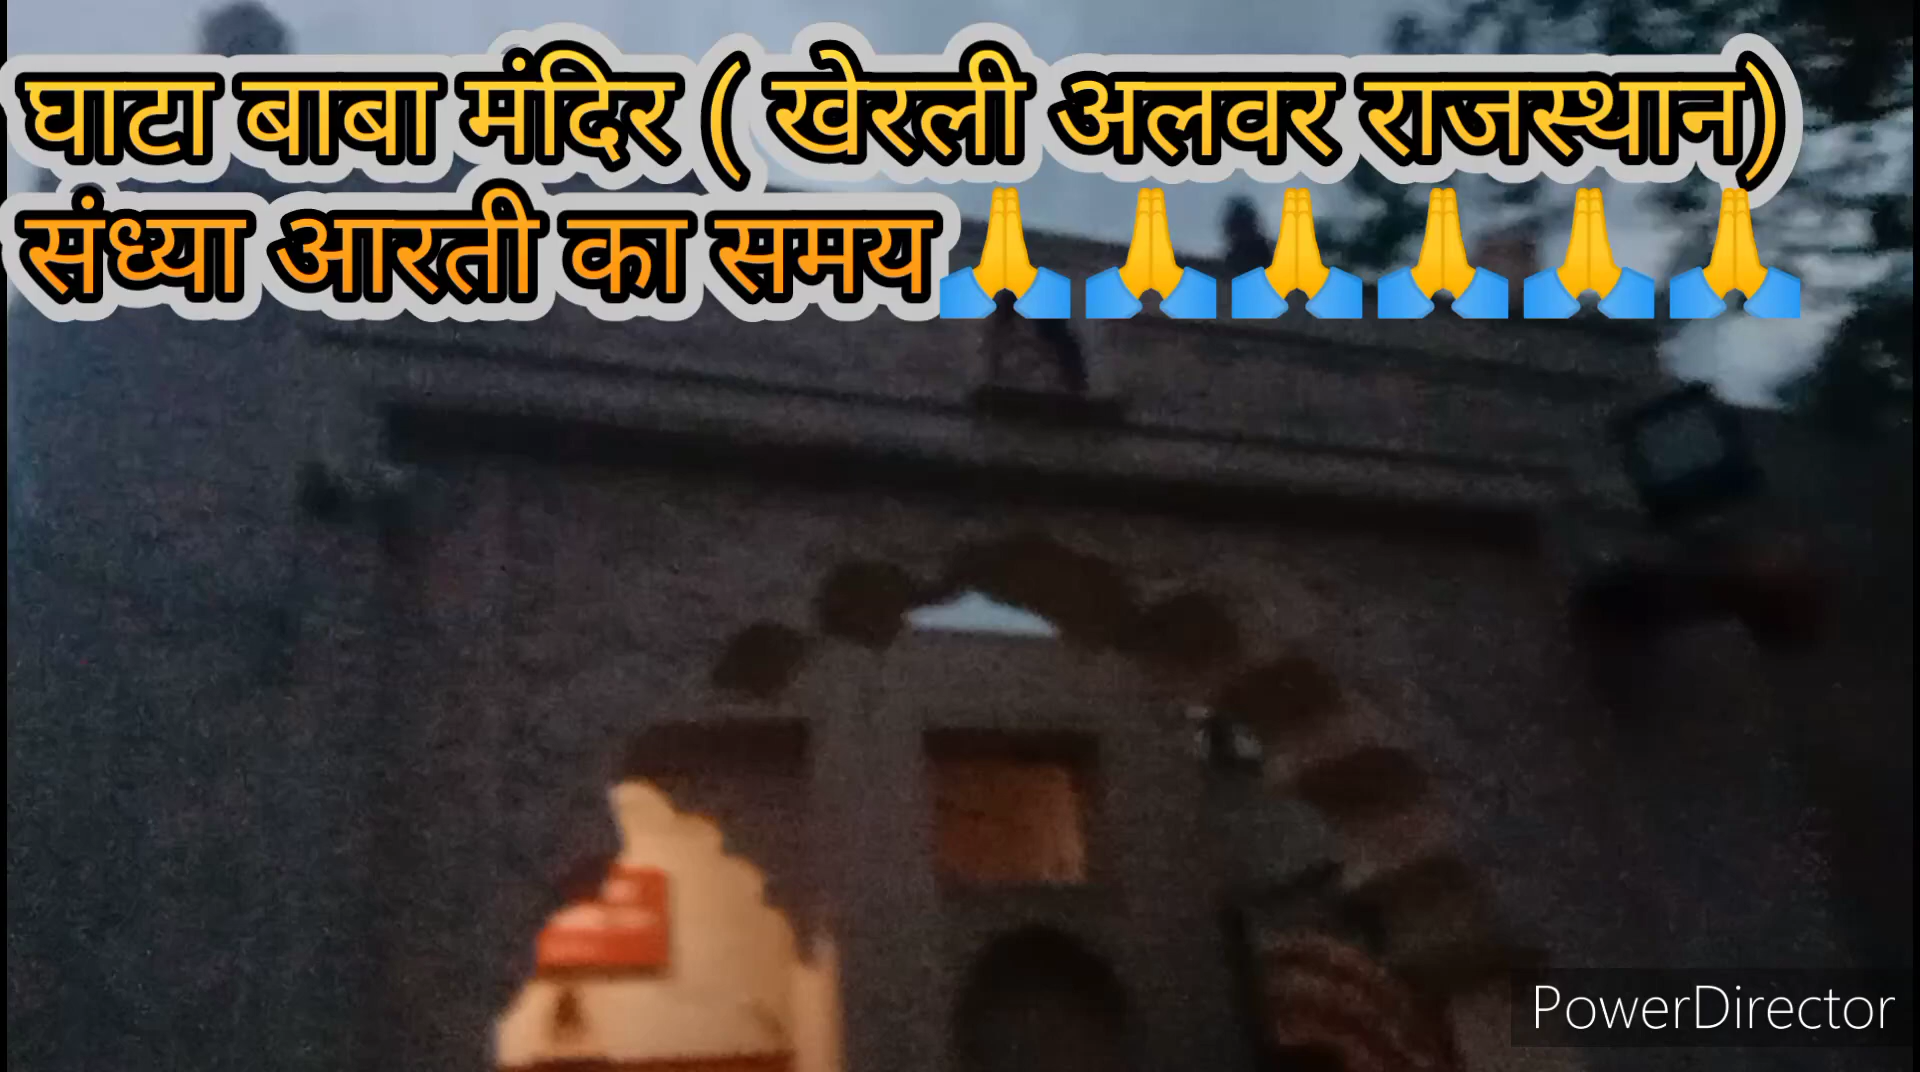 घाटा बाबा मंदिर ( खेरली अलवर राजस्थान)
संध्या आरती का समय🙏🙏🙏🙏🙏🙏
PowerDirector